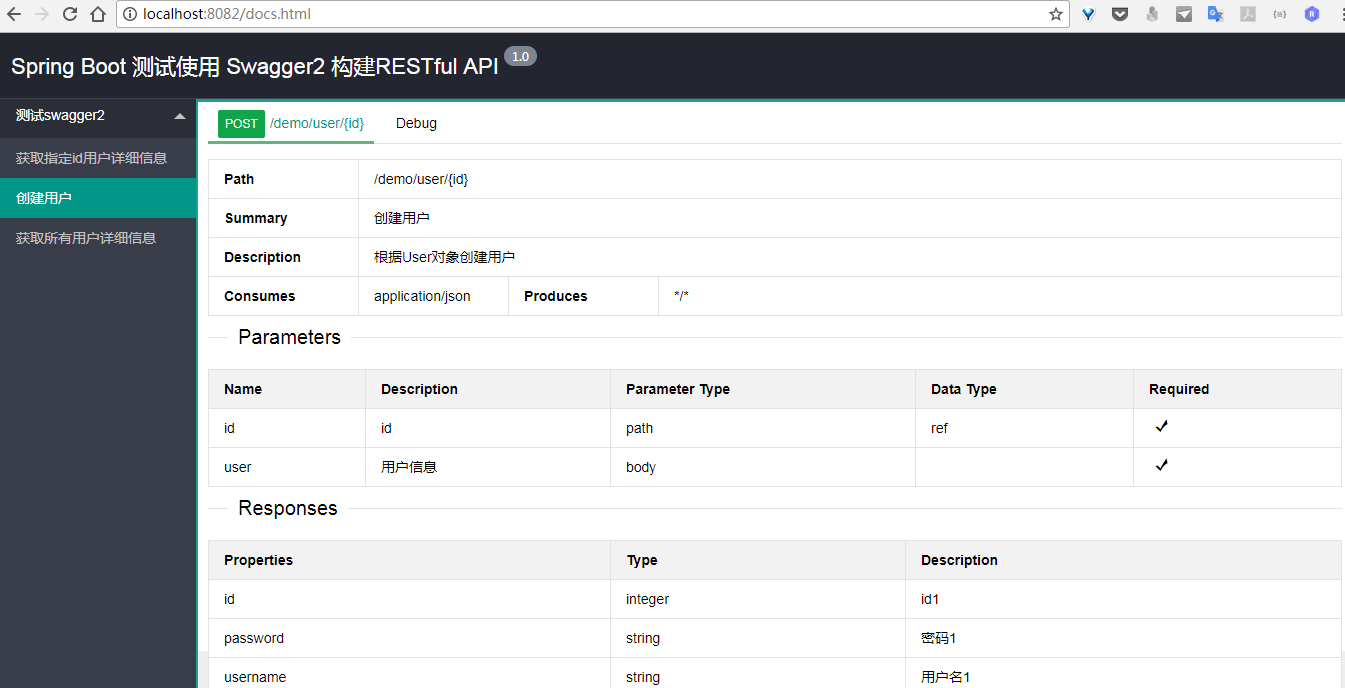 localhost:8082/docs.html
Spring Boot 测试使用 Swagger2 构建RESTful API 1.0
测试swagger2
获取指定id用户详细信息
创建用户
获取所有用户详细信息
POST /demo/user/{id} Debug
Path /demo/user/{id}
Summary 创建用户
Description 根据User对象创建用户
Consumes application/json Produces */*
Parameters
Name Description Parameter Type Data Type Required
id id path ref ✓
user 用户信息 body ✓
Responses
Properties Type Description
id integer id1
password string 密码1
username string 用户名1